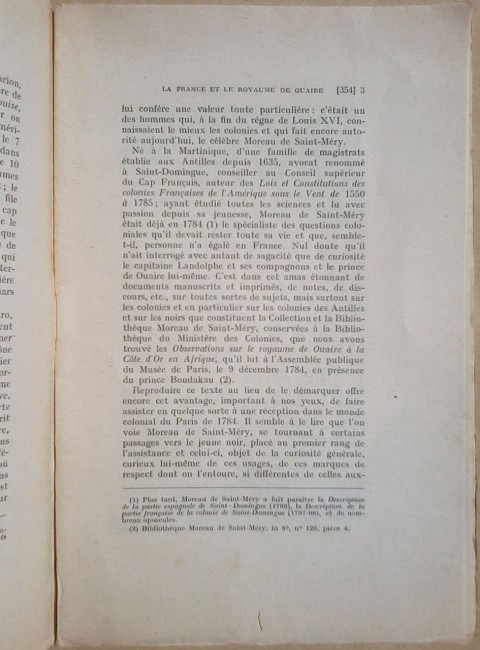 LA FRANCE ET LE ROYAUME DE OUAIRE [354] 3
lui confère une valeur toute particulière : c'était un
des hommes qui, à la fin du règne de Louis XVI, con-
naissaient le mieux les colonies et qui fait encore auto-
rité aujourd'hui, le célèbre Moreau de Saint-Méry.
Né à la Martinique, d'une famille de magistrats
établie aux Antilles depuis 1635, avocat renommé
à Saint-Domingue, conseiller au Conseil supérieur
du Cap Français, auteur des Lois et Constitutions des
colonies Françaises de l'Amérique sous le Vent de 1550
à 1785 ; ayant étudié toutes les sciences et lu avec
passion depuis sa jeunesse, Moreau de Saint-Méry
était déjà en 1784 (1) le spécialiste des questions colo-
niales qu'il devait rester toute sa vie et que, semble-
t-il, personne n'a égalé en France. Nul doute qu'il
n'ait interrogé avec autant de sagacité que de curiosité
le capitaine Landolphe et ses compagnons et le prince
de Ouaire lui-même. C'est dans cet amas étonnant de
documents manuscrits et imprimés, de notes, de dis-
cours, etc., sur toutes sortes de sujets, mais surtout sur
les colonies et en particulier sur les colonies des Antilles
et sur les noirs que constituent la Collection et la Biblio-
thèque Moreau de Saint-Méry, conservées à la Biblio-
thèque du Ministère des Colonies, que nous avons
trouvé les Observations sur le royaume de Ouaire à la
Côte d'Or en Afrique, qu'il lut à l'Assemblée publique
du Musée de Paris, le 9 décembre 1784, en présence
du prince Boudakau (2).
Reproduire ce texte au lieu de le démarquer offre
encore cet avantage, important à nos yeux, de faire
assister en quelque sorte à une réception dans le monde
colonial du Paris de 1784. Il semble à le lire que l'on
voie Moreau de Saint-Méry, se tournant à certains
passages vers le jeune noir, placé au premier rang de
l'assistance et celui-ci, objet de la curiosité générale,
curieux lui-même de ces usages, de ces marques de
respect dont on l'entoure, si différentes de celles aux-
(1) Plus tard, Moreau de Saint-Méry a fait paraître la Description
de la partie espagnole de Saint-Domingue (1796), la Description de la
partie française de la colonie de Saint-Domingue (1797-98), et de nom-
breux opuscules.
(2) Bibliothèque Moreau de Saint-Méry; in 8°, n° 128, pièce 4.